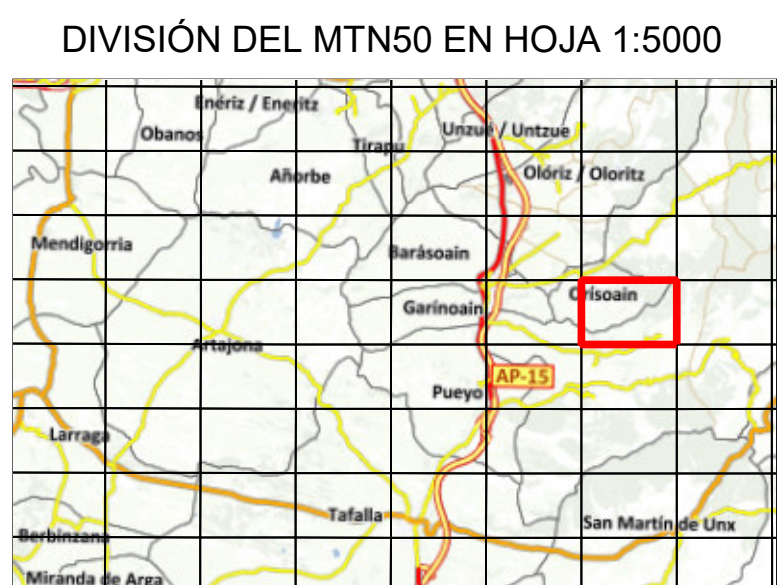 DIVISIÓN DEL MTN50 EN HOJA 1:5000
Enériz / Eneritz
Obanos
Unzué / Untzue
Tirapu
Añorbe
Olóriz / Oloritz
Mendigorria
Barásoain
Orisoain
Garínoain
Artajona
AP-15
Pueyo
Larraga
Tafalla
San Martín de Unx
Berbinzana
Miranda de Arga